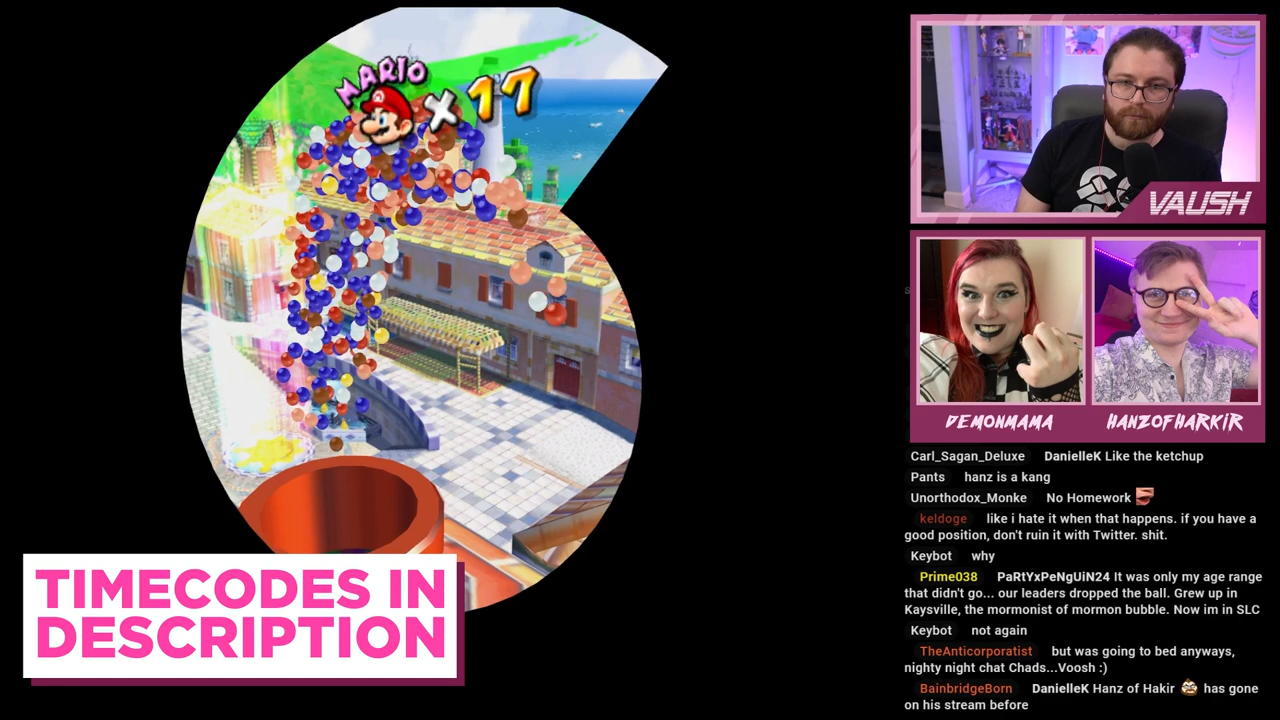 MARIO
x 17
VAUSH
DEMONMAMA
HANZOFHARKIR
Carl_Sagan_Deluxe DanielleK Like the ketchup
Pants hanz is a kang
Unorthodox_Monke No Homework
keldoge like i hate it when that happens. if you have a
good position, don't ruin it with Twitter. shit.
Keybot why
Prime038 PaRtYxPeNgUiN24 It was only my age range
that didn't go... our leaders dropped the ball. Grew up in
Kaysville, the mormonist of mormon bubble. Now im in SLC
Keybot not again
TheAnticorporatist but was going to bed anyways,
nighty night chat Chads...Voosh :)
BainbridgeBorn DanielleK Hanz of Hakir has gone
on his stream before
TIMECODES IN
DESCRIPTION